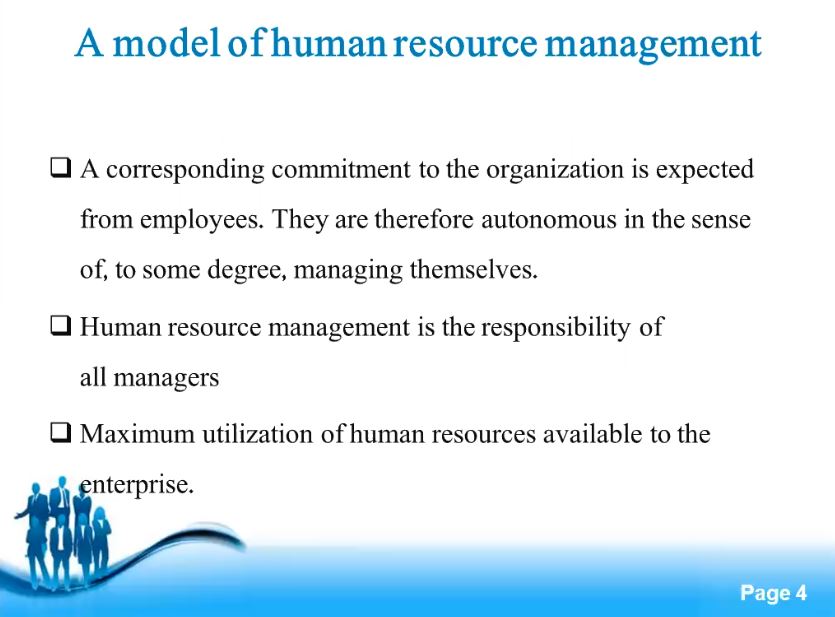 A model of human resource management
A corresponding commitment to the organization is expected
from employees. They are therefore autonomous in the sense
of, to some degree, managing themselves.
Human resource management is the responsibility of
all managers
Maximum utilization of human resources available to the
enterprise.
Page 4